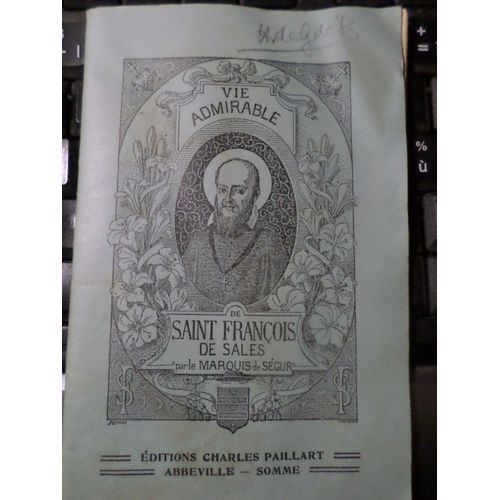 VIE
ADMIRABLE
DE
SAINT FRANÇOIS
DE SALES
par le MARQUIS de SÉGUR
ÉDITIONS CHARLES PAILLART
ABBEVILLE — SOMME
+
=
%
ù